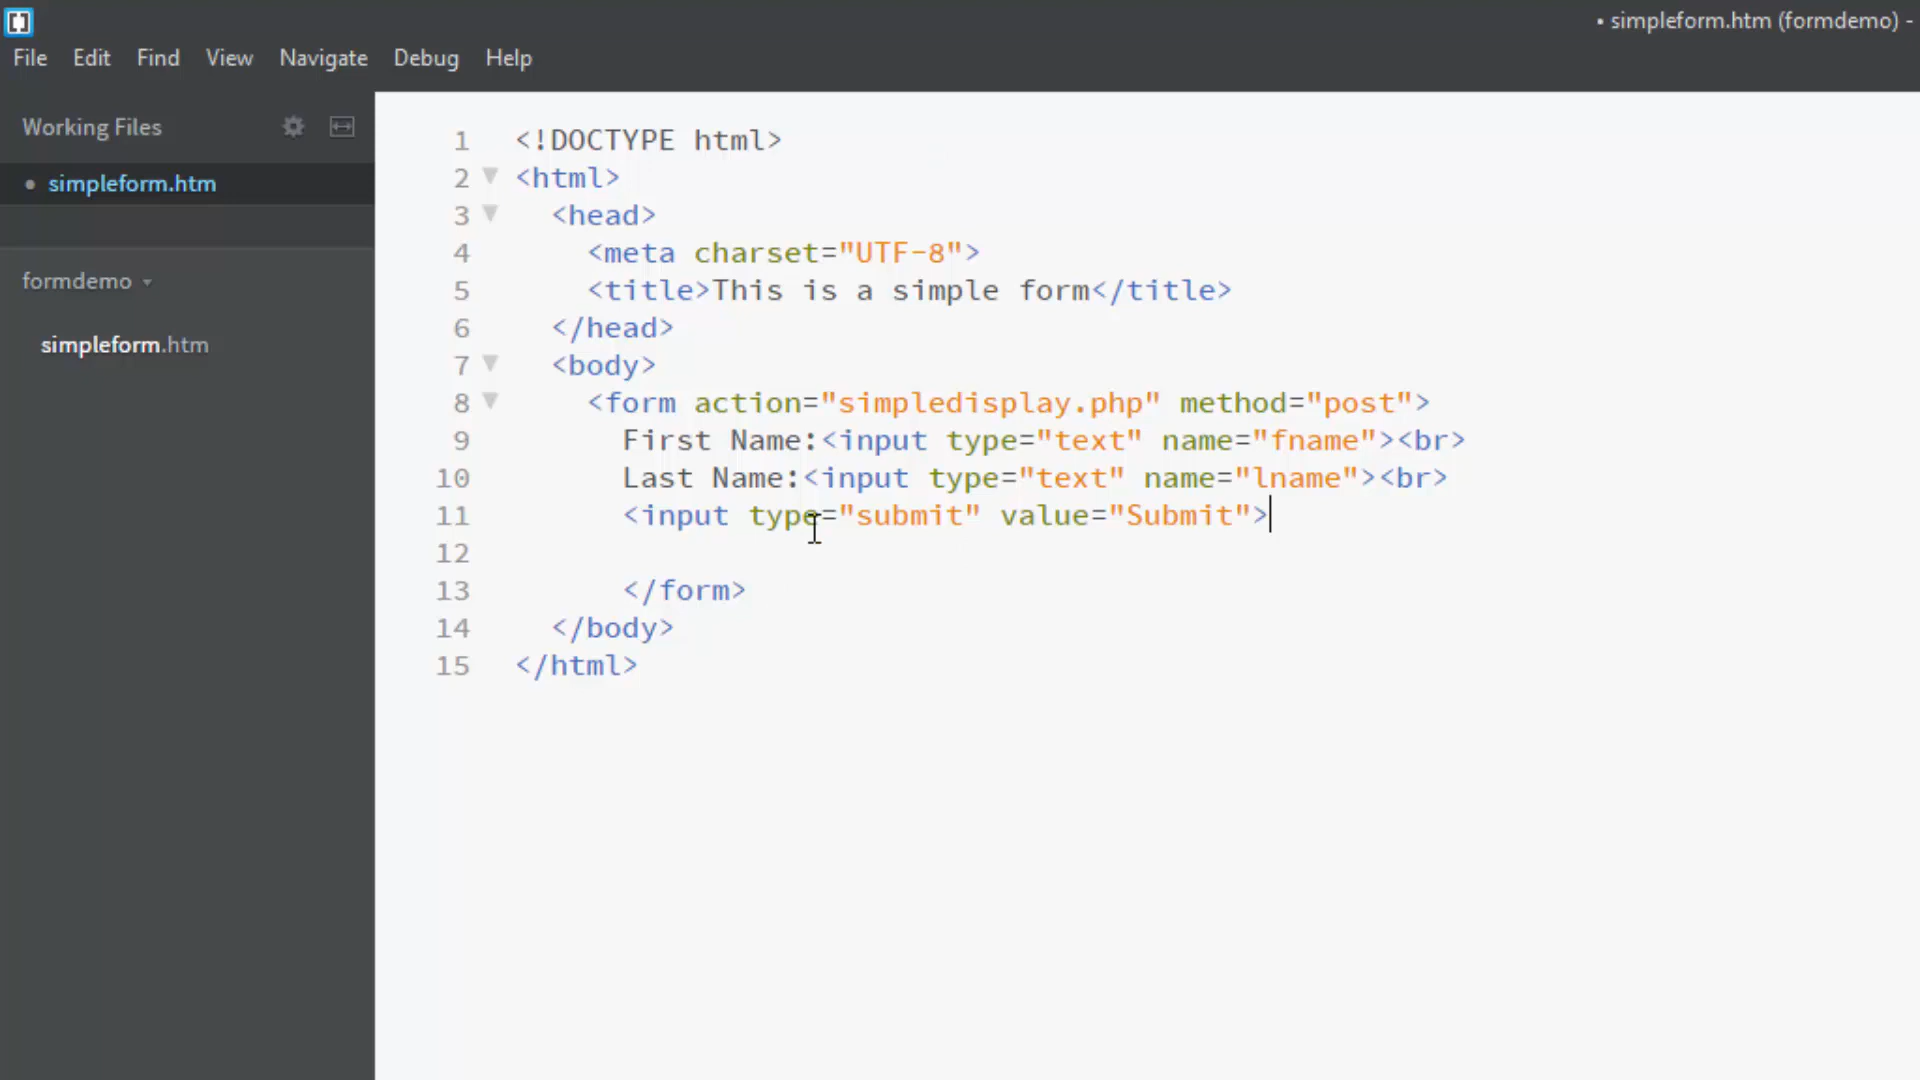 • simpleform.htm (formdemo) -
File Edit Find View Navigate Debug Help
Working Files
• simpleform.htm
formdemo
simpleform.htm
1 <!DOCTYPE html>
2 <html>
3 <head>
4 <meta charset="UTF-8">
5 <title>This is a simple form</title>
6 </head>
7 <body>
8 <form action="simpledisplay.php" method="post">
9 First Name:<input type="text" name="fname"><br>
10 Last Name:<input type="text" name="lname"><br>
11 <input type="submit" value="Submit">
12
13 </form>
14 </body>
15 </html>